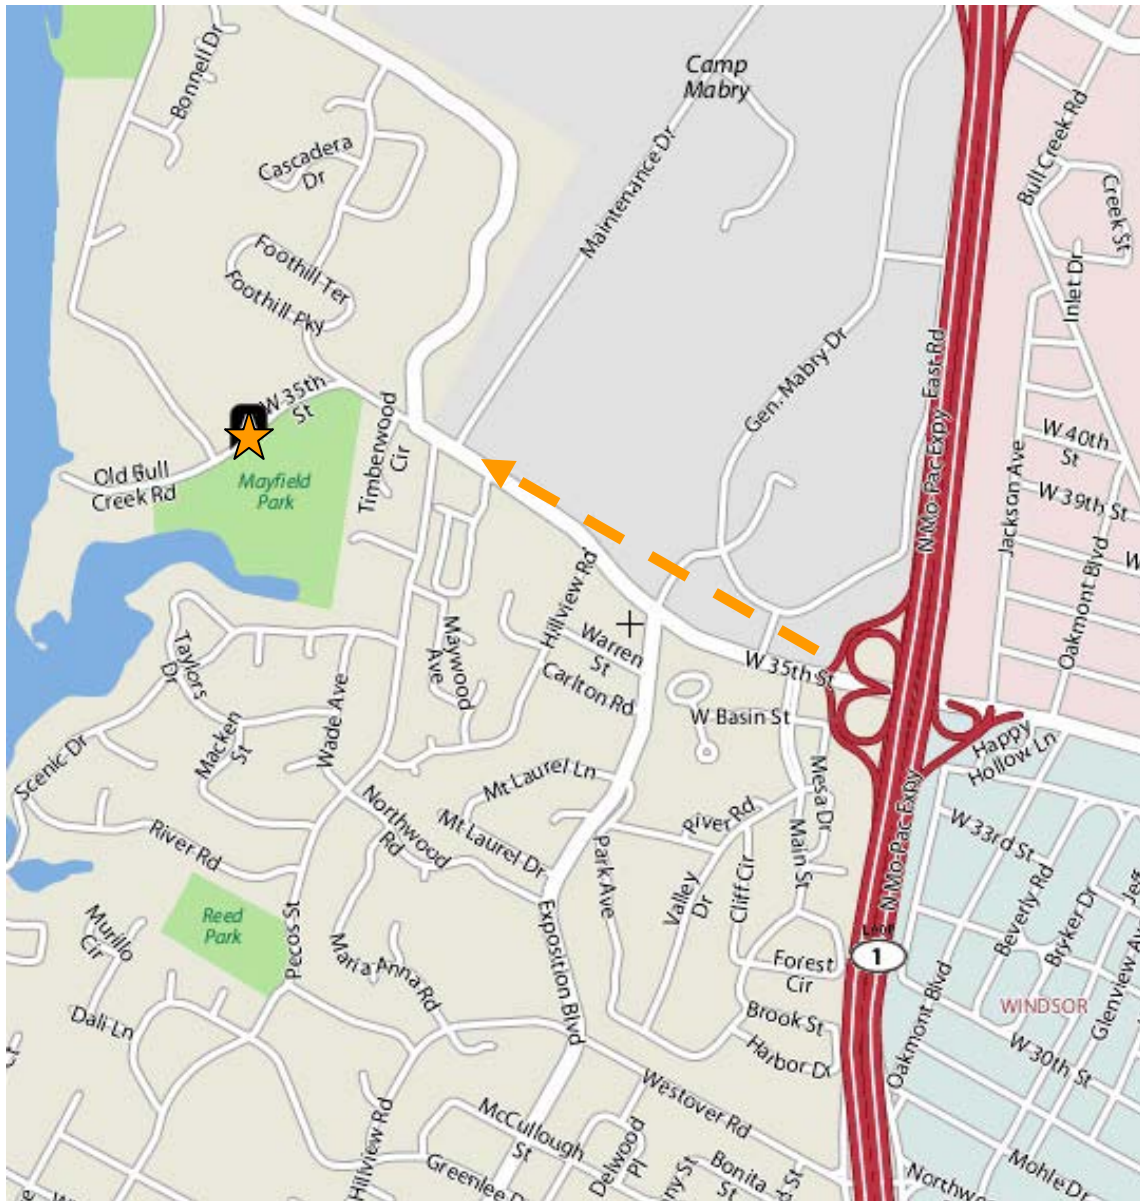 Bonnell Dr
Camp
Mabry
Bull Creek Rd
Cascadera
Dr
Maintenance Dr
Creek St
Foothill Ter
Foothill Pky
Inlet Dr
Gen. Mabry Dr
N Mo-Pac Expy
East Rd
W 35th
St
Timberwood
Cir
W 40th
St
Old Bull
Creek Rd
Mayfield
Park
Jackson Ave
W 39th St
Hillview Rd
Oakmont Blvd
Maywood
Ave
Warren
St
Carlton Rd
W 35th St
Taylors
Dr
Wade Ave
W Basin St
Macken
St
Scenic Dr
Happy
Hollow Ln
Mt Laurel Ln
Mesa Dr
Northwood
Rd
Mt Laurel Dr
River Rd
River Rd
Park Ave
Main St
N Mo-Pac Expy
W 33rd St
Valley
Dr
Cliff Cir
Beverly Rd
Bryker Dr
Jeff
Reed
Park
Murillo
Cir
Pecos St
Maria Anna Rd
Exposition Blvd
Loop
1
Forest
Cir
Oakmont Blvd
Glenview Av
WINDSOR
Dali Ln
Brook St
Harbor Dr
W 30th St
Westover Rd
Hillview Rd
McCullough
St
Delwood
Pl
Bonita
St
Greenlee D
Mohle Dr
Northw